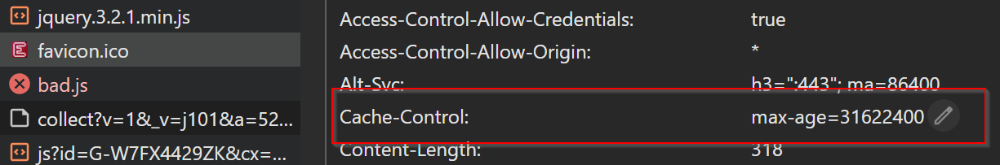 jquery.3.2.1.min.js
favicon.ico
bad.js
collect?v=1&_v=j101&a=52...
js?id=G-W7FX4429ZK&cx=...
Access-Control-Allow-Credentials: true
Access-Control-Allow-Origin: *
Alt-Svc: h3=":443"; ma=86400
Cache-Control: max-age=31622400
Content-Length: 318